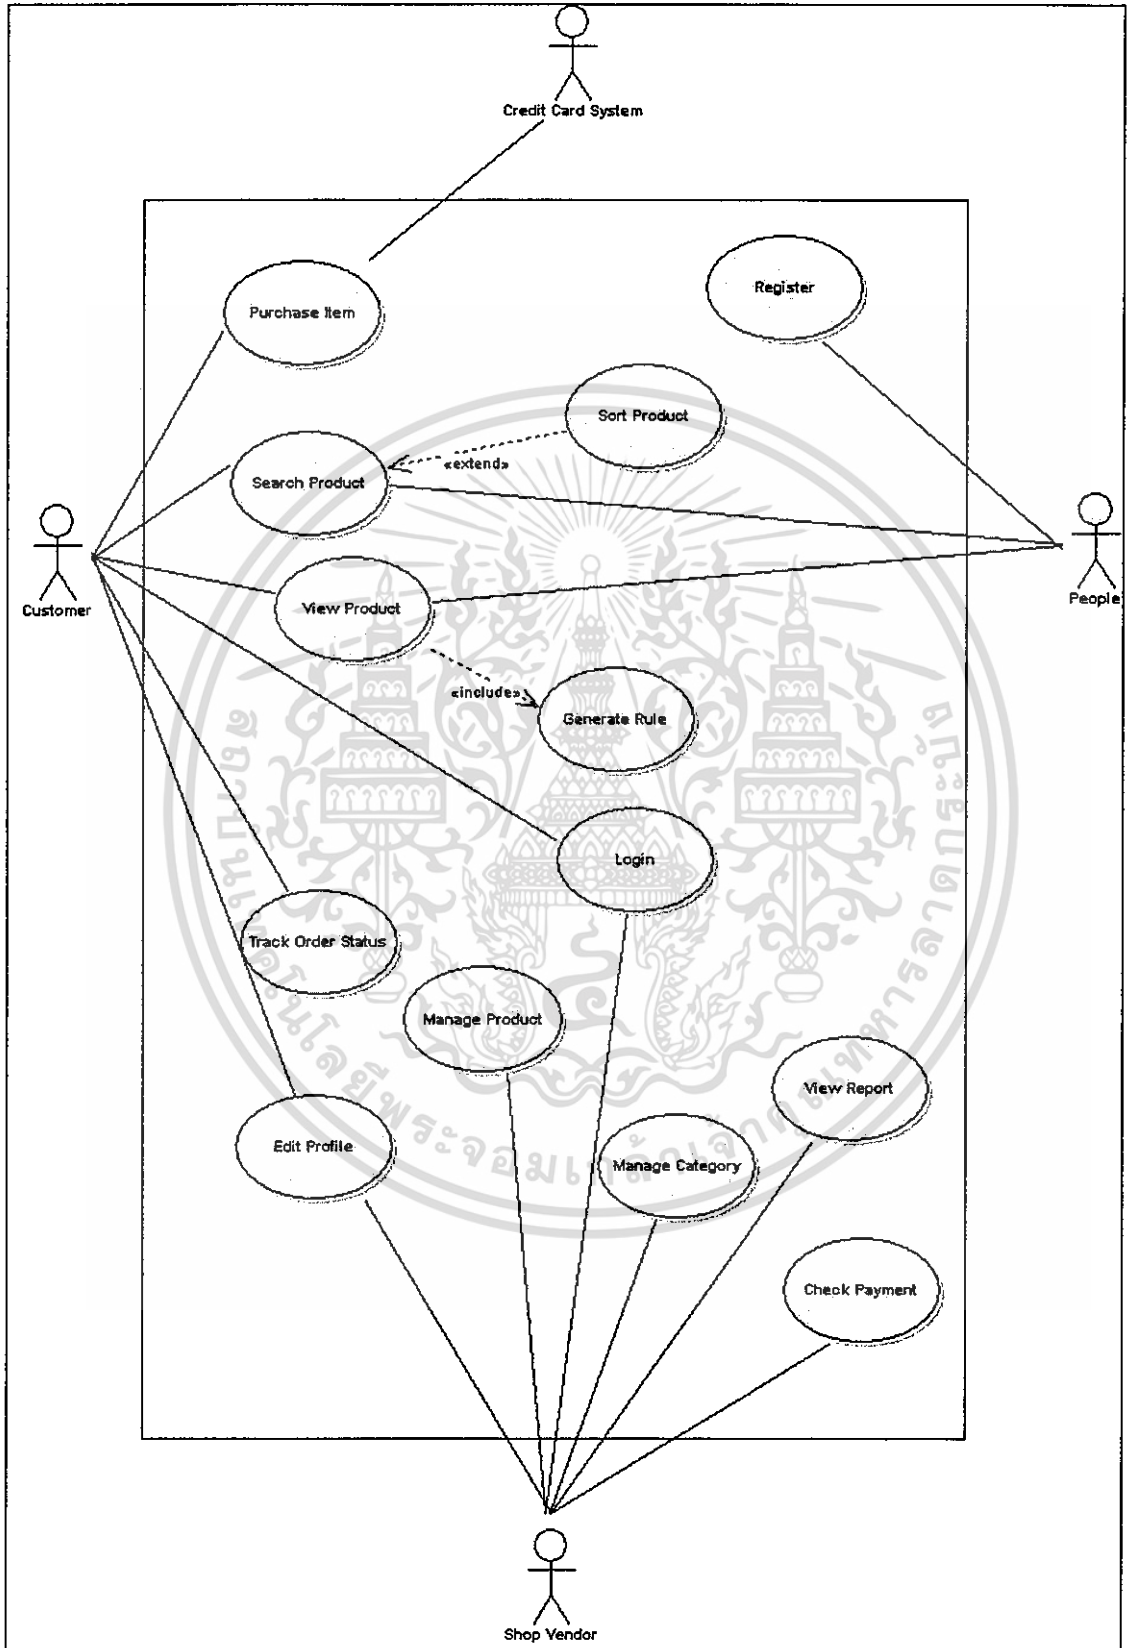 Credit Card System
Purchase Item
Register
Sort Product
«extend»
Search Product
Customer
View Product
People
«include»
Generate Rule
Login
Track Order Status
Manage Product
View Report
Edit Profile
Manage Category
Check Payment
Shop Vendor